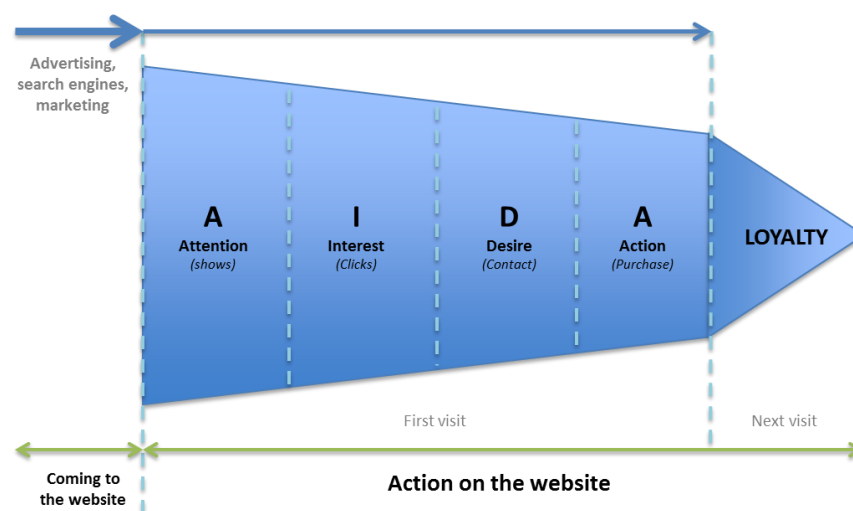 Advertising,
search engines,
marketing
A
Attention
(shows)
I
Interest
(Clicks)
D
Desire
(Contact)
A
Action
(Purchase)
LOYALTY
First visit
Next visit
Coming to
the website
Action on the website